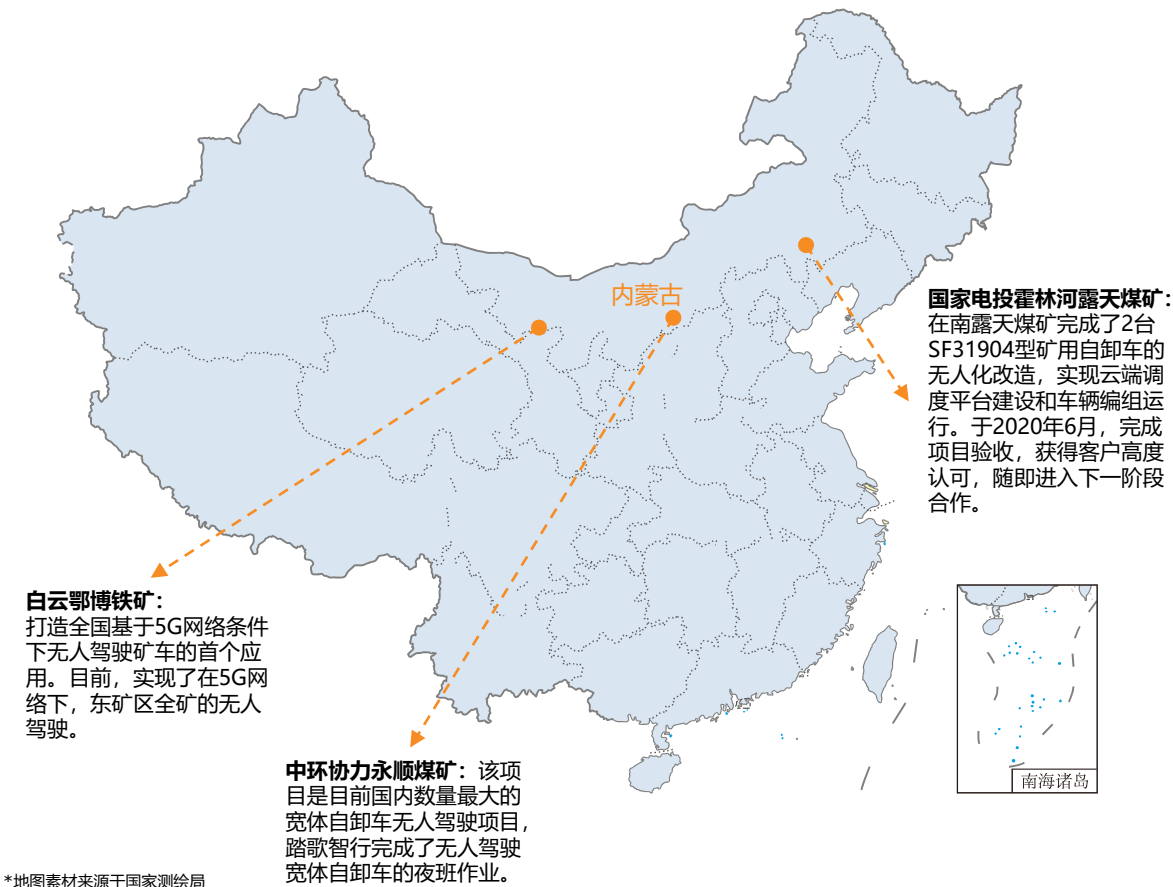 内蒙古
国家电投霍林河露天煤矿：
在南露天煤矿完成了2台
SF31904型矿用自卸车的
无人化改造，实现云端调
度平台建设和车辆编组运
行。于2020年6月，完成
项目验收，获得客户高度
认可，随即进入下一阶段
合作。
白云鄂博铁矿：
打造全国基于5G网络条件
下无人驾驶矿车的首个应
用。目前，实现了在5G网
络下，东矿区全矿的无人
驾驶。
中环协力永顺煤矿：该项
目是目前国内数量最大的
宽体自卸车无人驾驶项目，
踏歌智行完成了无人驾驶
宽体自卸车的夜班作业。
南海诸岛
*地图素材来源于国家测绘局